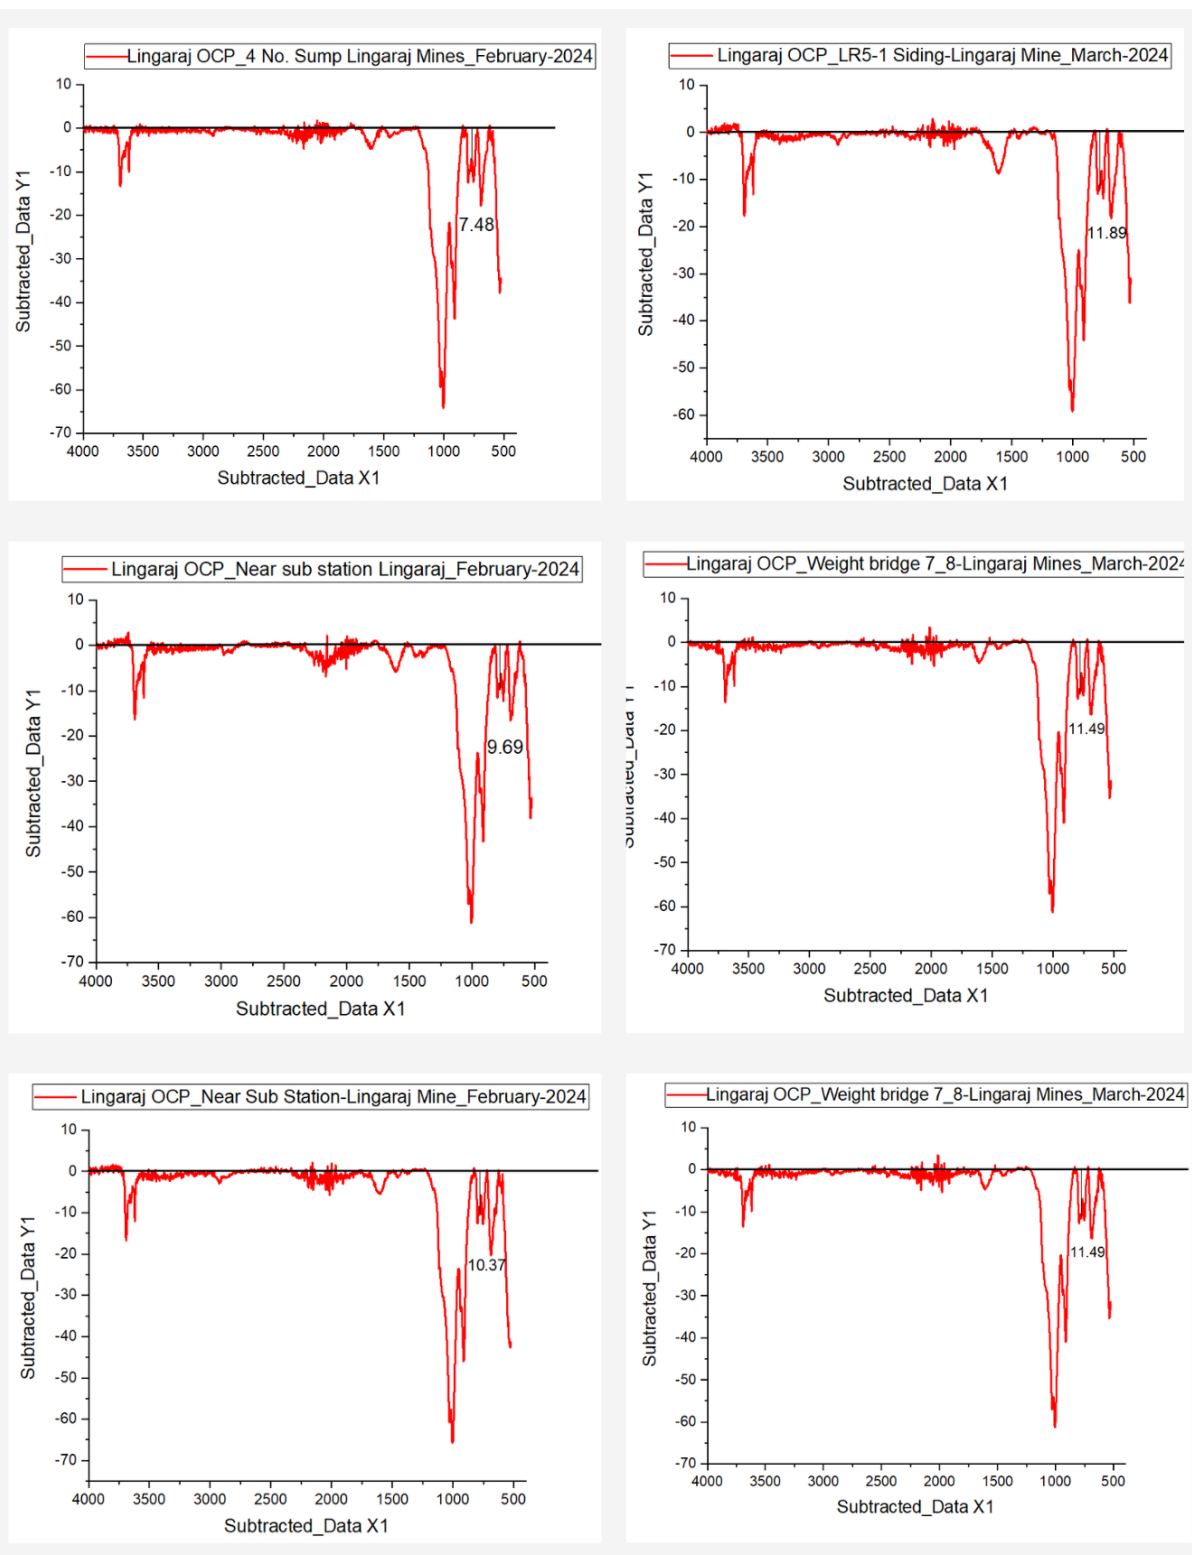 Lingaraj OCP_4 No. Sump Lingaraj Mines_February-2024
10
0
-10
-20
-30
-40
-50
-60
-70
7.48
4000 3500 3000 2500 2000 1500 1000 500
Subtracted_Data X1
Subtracted_Data Y1
Lingaraj OCP_LR5-1 Siding-Lingaraj Mine_March-2024
10
0
-10
-20
-30
-40
-50
-60
11.89
4000 3500 3000 2500 2000 1500 1000 500
Subtracted_Data X1
Subtracted_Data Y1
Lingaraj OCP_Near sub station Lingaraj_February-2024
10
0
-10
-20
-30
-40
-50
-60
-70
9.69
4000 3500 3000 2500 2000 1500 1000 500
Subtracted_Data X1
Subtracted_Data Y1
Lingaraj OCP_Weight bridge 7_8-Lingaraj Mines_March-2024
10
0
-10
-20
-30
-40
-50
-60
-70
11.49
4000 3500 3000 2500 2000 1500 1000 500
Subtracted_Data X1
Subtracted_Data Y1
Lingaraj OCP_Near Sub Station-Lingaraj Mine_February-2024
10
0
-10
-20
-30
-40
-50
-60
-70
10.37
4000 3500 3000 2500 2000 1500 1000 500
Subtracted_Data X1
Subtracted_Data Y1
Lingaraj OCP_Weight bridge 7_8-Lingaraj Mines_March-2024
10
0
-10
-20
-30
-40
-50
-60
-70
11.49
4000 3500 3000 2500 2000 1500 1000 500
Subtracted_Data X1
Subtracted_Data Y1